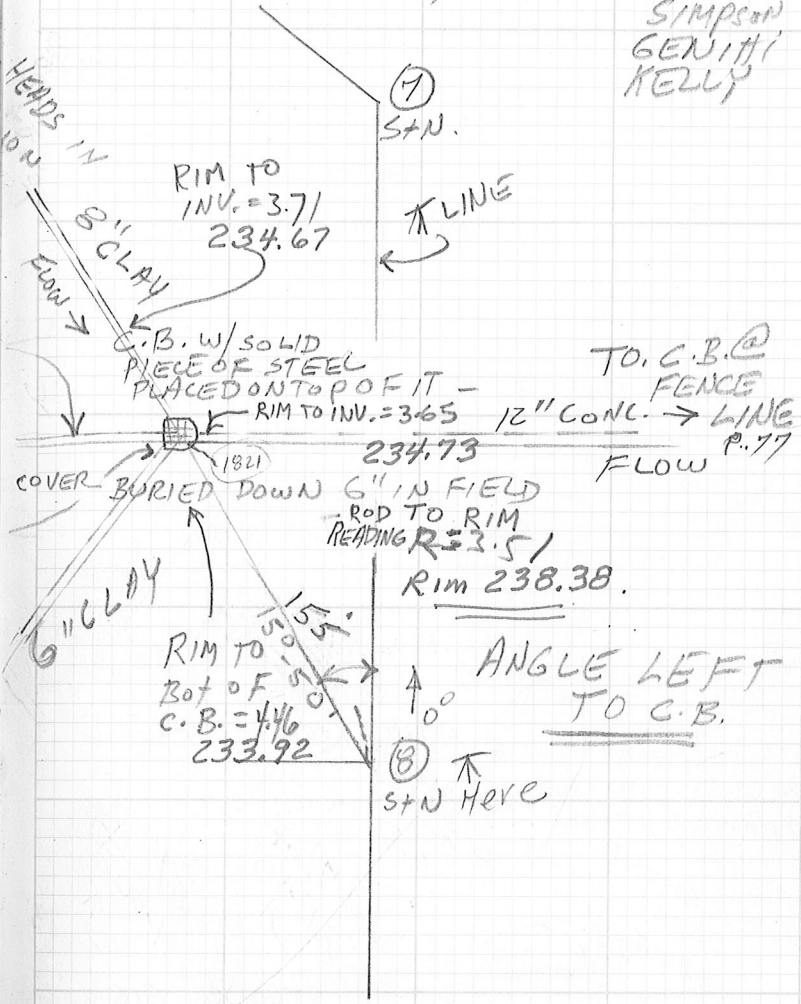 SIMPSON
KELLY
7
StN.
HEADS IN
RIM TO
INV. = 3.71
234.67
LINE
8" CLAY
FLOW
C.B. W/SOLID
PIECE OF STEEL
PLACED ON TOP OF IT -
RIM TO INV. = 3.65
12" CONC.
TO. C.B. @
FENCE
LINE
P..77
234.73
FLOW
1821
COVER
BURIED DOWN 6" IN FIELD
ROD TO RIM
READING R = 3.51
Rim 238.38.
6" CLAY
155'
150-50'
RIM TO
BOt OF
C.B. = 4.46
233.92
ANGLE LEFT
TO C.B.
0°
8
StN Here